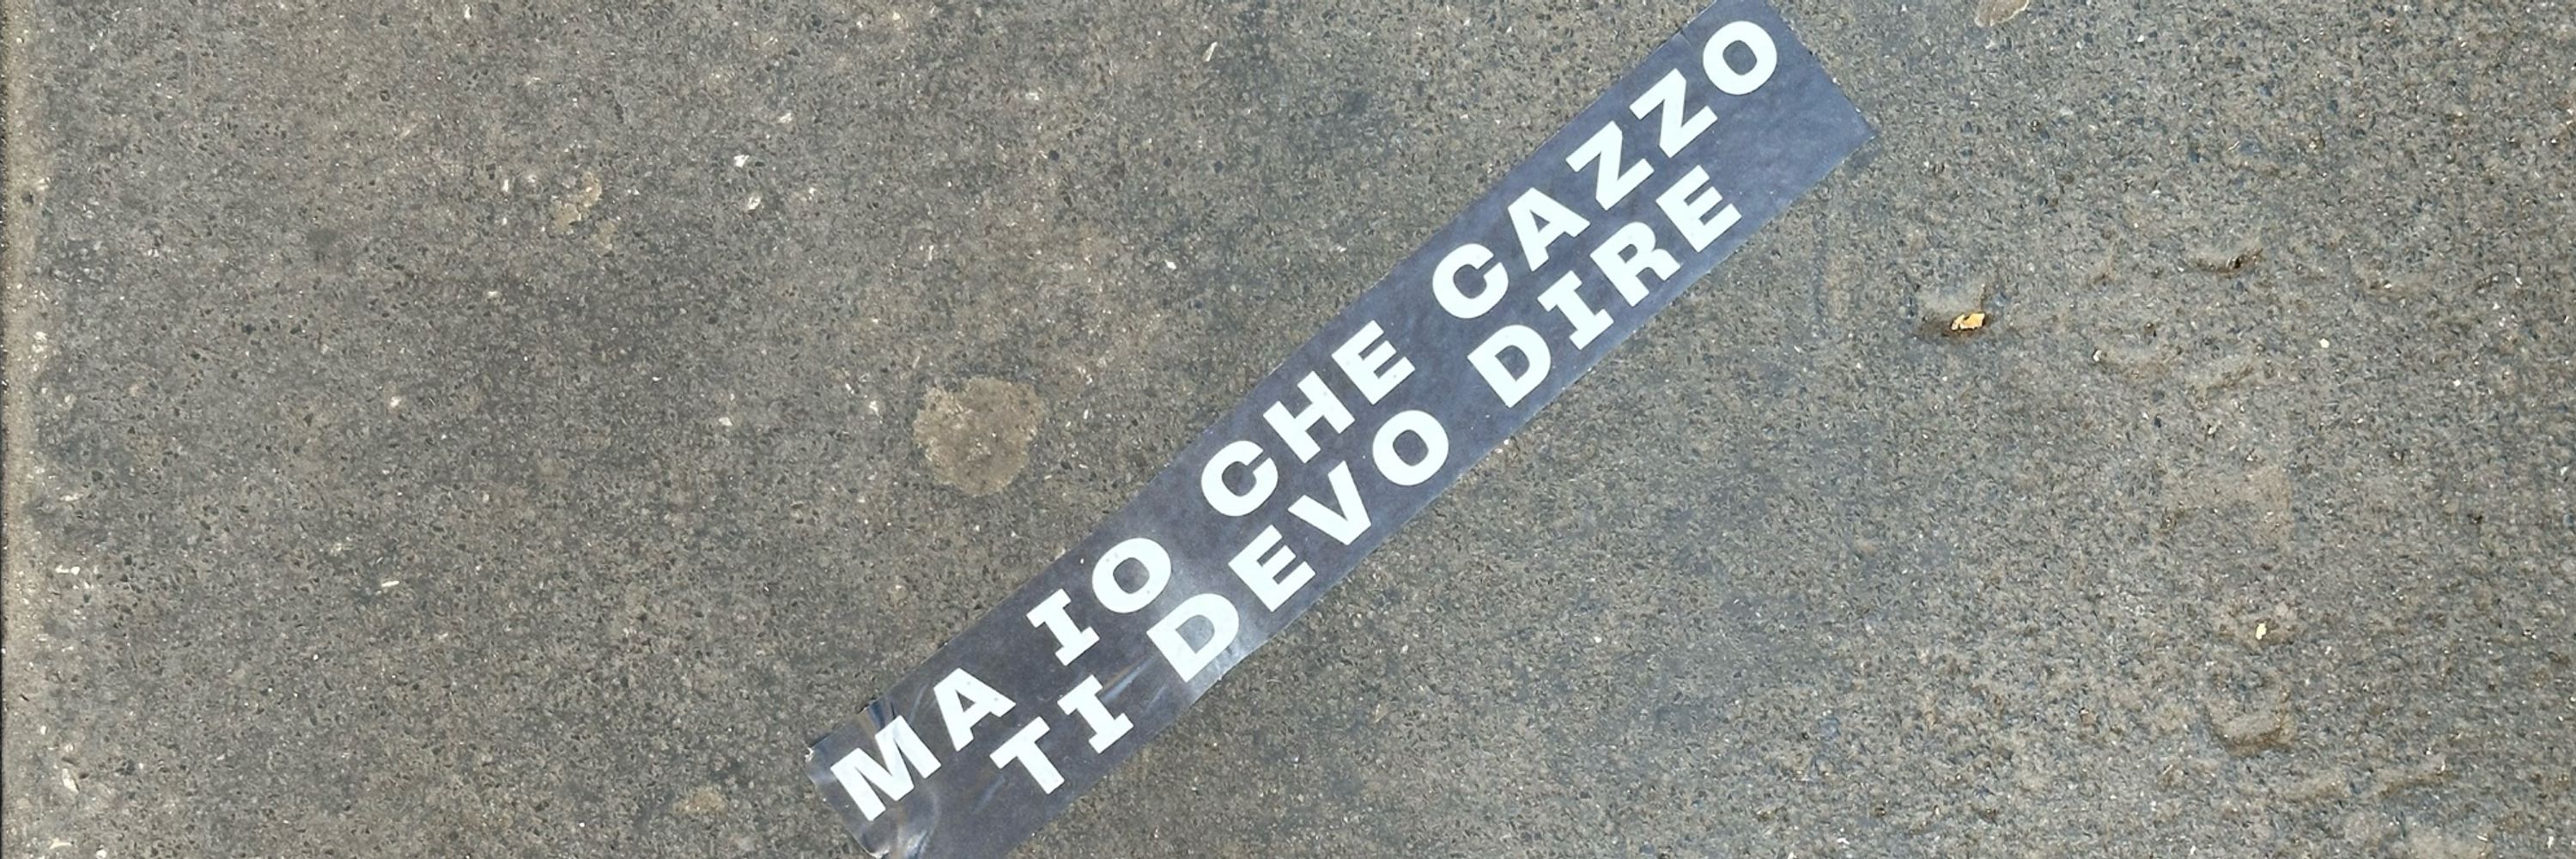 MA IO CHE CAZZO
TI DEVO DIRE